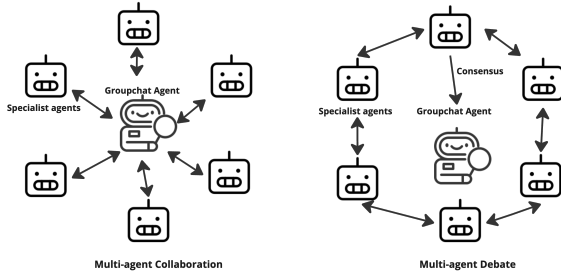 Groupchat Agent
Specialist agents
Multi-agent Collaboration
Consensus
Specialist agents
Groupchat Agent
Multi-agent Debate